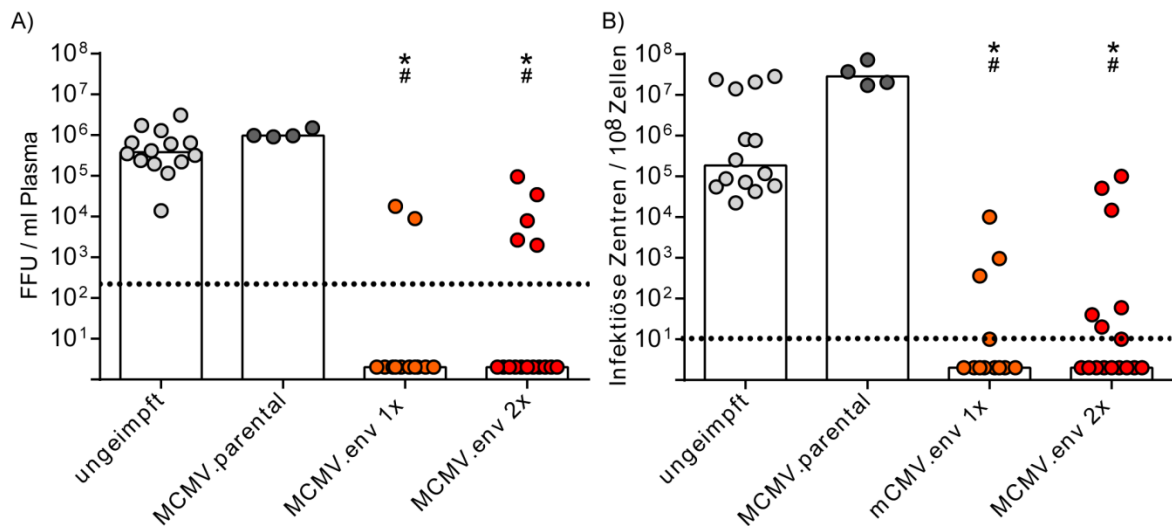 A)
FFU / ml Plasma
10⁸
10⁷
10⁶
10⁵
10⁴
10³
10²
10¹
*
#
*
#
ungeimpft
MCMV.parental
MCMV.env 1x
MCMV.env 2x
B)
Infektiöse Zentren / 10⁸ Zellen
10⁸
10⁷
10⁶
10⁵
10⁴
10³
10²
10¹
*
#
*
#
ungeimpft
MCMV.parental
mCMV.env 1x
MCMV.env 2x